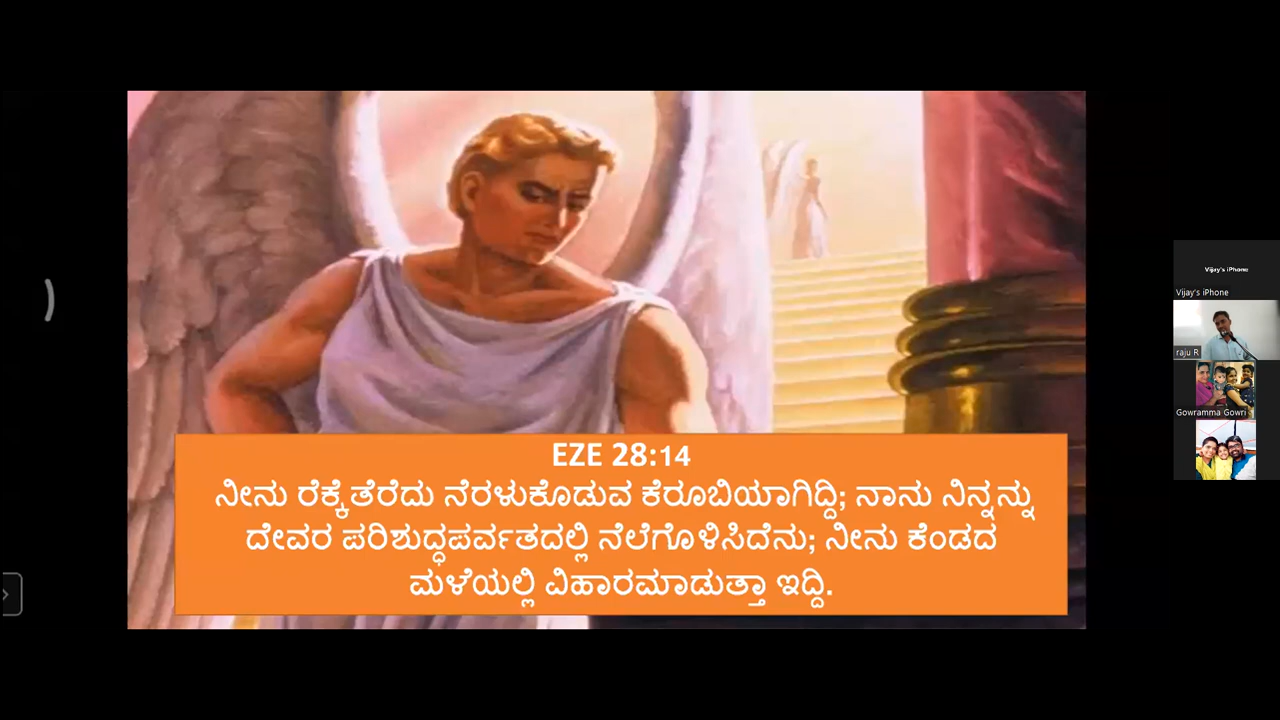 EZE 28:14
ನೀನು ರೆಕ್ಕೆತೆರೆದು ನೆರಳುಕೊಡುವ ಕೆರೂಬಿಯಾಗಿದ್ದಿ; ನಾನು ನಿನ್ನನ್ನು
ದೇವರ ಪರಿಶುದ್ಧಪರ್ವತದಲ್ಲಿ ನೆಲೆಗೊಳಿಸಿದೆನು; ನೀನು ಕೆಂಡದ
ಮಳೆಯಲ್ಲಿ ವಿಹಾರಮಾಡುತ್ತಾ ಇದ್ದಿ.
Vijay's iPhone
Vijay's iPhone
raju R
Gowramma Gowri